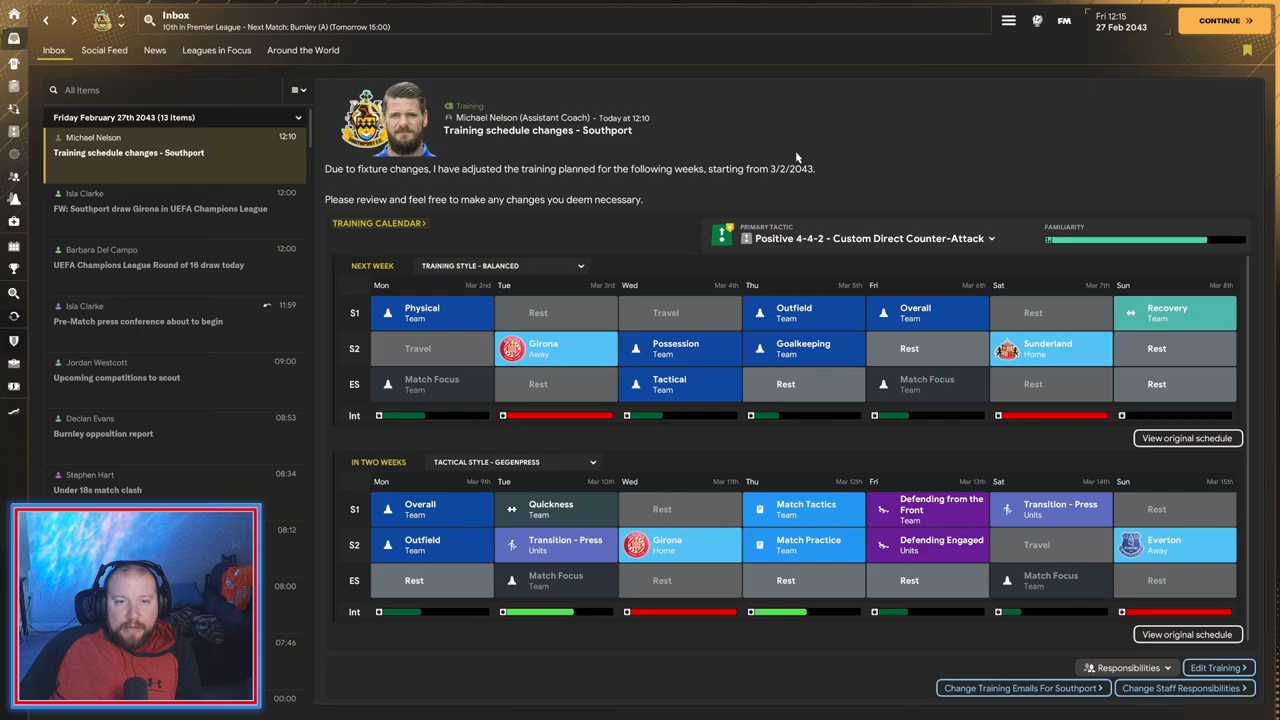 Inbox
10th in Premier League - Next Match: Burnley (A) (Tomorrow 15:00)
FM
Fri 12:15
27 Feb 2043
CONTINUE
Inbox
Social Feed
News
Leagues in Focus
Around the World
All Items
Friday February 27th 2043 (13 items)
Michael Nelson
12:10
Training schedule changes - Southport
Isla Clarke
12:00
FW: Southport draw Girona in UEFA Champions League
Barbara Del Campo
12:00
UEFA Champions League Round of 16 draw today
Isla Clarke
11:59
Pre-Match press conference about to begin
Jordan Westcott
09:00
Upcoming competitions to scout
Declan Evans
08:53
Burnley opposition report
Stephen Hart
08:34
Under 18s match clash
08:12
08:00
07:46
00:00
Training
Michael Nelson (Assistant Coach) - Today at 12:10
Training schedule changes - Southport
Due to fixture changes, I have adjusted the training planned for the following weeks, starting from 3/2/2043.
Please review and feel free to make any changes you deem necessary.
TRAINING CALENDAR>
PRIMARY TACTIC
Positive 4-4-2 - Custom Direct Counter-Attack
FAMILIARITY
NEXT WEEK
TRAINING STYLE - BALANCED
Mon Mar 2nd Tue Mar 3rd Wed Mar 4th Thu Mar 5th Fri Mar 6th Sat Mar 7th Sun Mar 8th
S1
Physical
Team
Rest
Travel
Outfield
Team
Overall
Team
Rest
Recovery
Team
S2
Travel
Girona
Away
Possession
Team
Goalkeeping
Team
Rest
Sunderland
Home
Rest
ES
Match Focus
Team
Rest
Tactical
Team
Rest
Match Focus
Team
Rest
Rest
Int
View original schedule
IN TWO WEEKS
TACTICAL STYLE - GEGENPRESS
Mon Mar 9th Tue Mar 10th Wed Mar 11th Thu Mar 12th Fri Mar 13th Sat Mar 14th Sun Mar 15th
S1
Overall
Team
Quickness
Team
Rest
Match Tactics
Team
Defending from the
Front
Team
Transition - Press
Units
Rest
S2
Outfield
Team
Transition - Press
Units
Girona
Home
Match Practice
Team
Defending Engaged
Units
Travel
Everton
Away
ES
Rest
Match Focus
Team
Rest
Rest
Rest
Match Focus
Team
Rest
Int
View original schedule
Responsibilities
Edit Training>
Change Training Emails For Southport>
Change Staff Responsibilities>